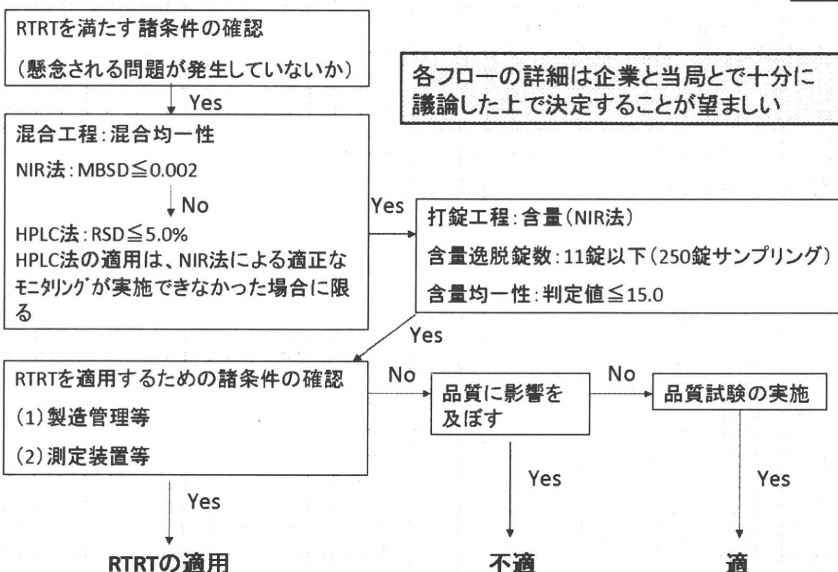 RTRTを満たす諸条件の確認
(懸念される問題が発生していないか)
各フローの詳細は企業と当局とで十分に
議論した上で決定することが望ましい
Yes
混合工程:混合均一性
NIR法:MBSD≦0.002
No
HPLC法:RSD≦5.0%
HPLC法の適用は、NIR法による適正な
ﾓﾆﾀﾘﾝｸﾞが実施できなかった場合に限
る
Yes
打錠工程:含量(NIR法)
含量逸脱錠数:11錠以下(250錠サンプリング)
含量均一性:判定値≦15.0
Yes
RTRTを適用するための諸条件の確認
(1)製造管理等
(2)測定装置等
No
品質に影響を
及ぼす
No
品質試験の実施
Yes
Yes
Yes
RTRTの適用
不適
適